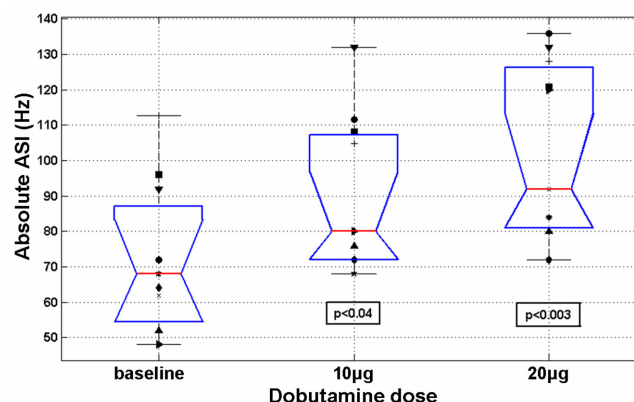 140
130
120
110
100
90
80
70
60
50
Absolute ASI (Hz)
p<0.04
p<0.003
baseline 10µg 20µg
Dobutamine dose